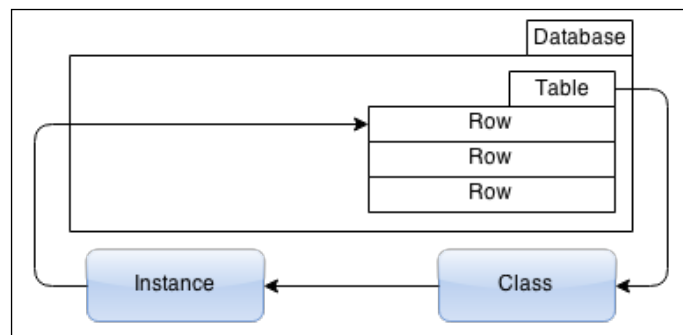 Database
Table
Row
Row
Row
Instance
Class